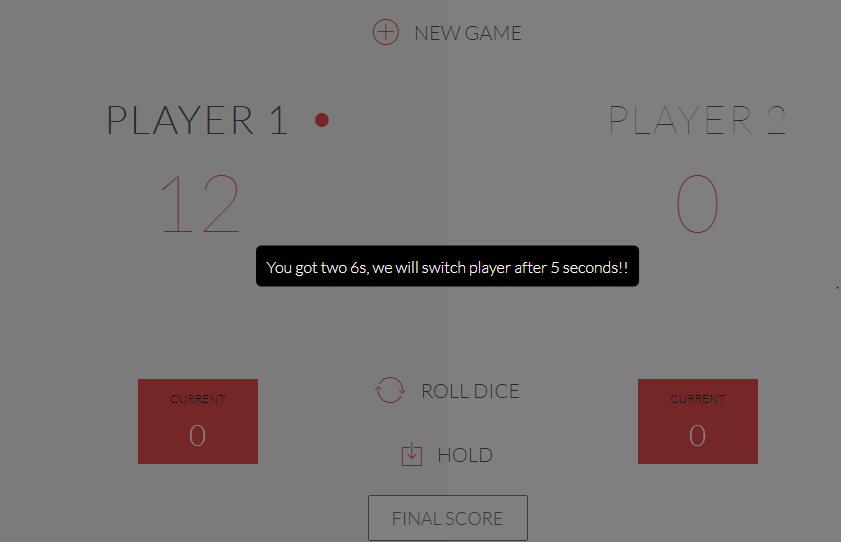 NEW GAME
PLAYER 1
PLAYER 2
12
0
You got two 6s, we will switch player after 5 seconds!!
ROLL DICE
CURRENT
0
CURRENT
0
HOLD
FINAL SCORE